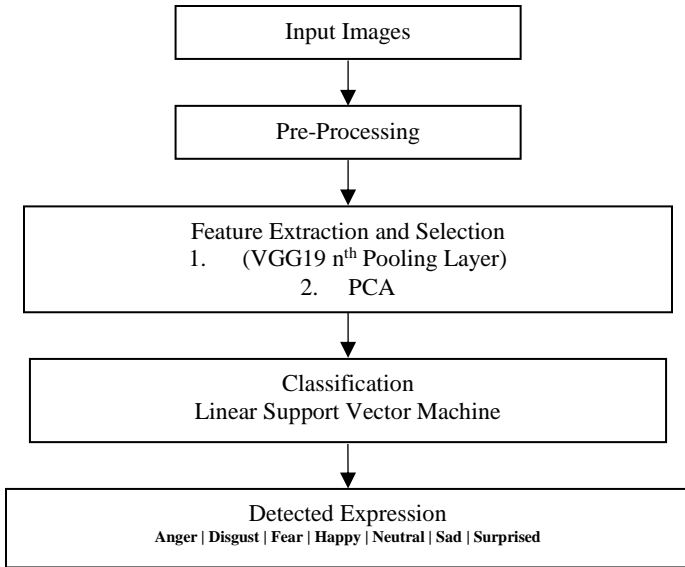 Input Images
Pre-Processing
Feature Extraction and Selection
1. (VGG19 nth Pooling Layer)
2. PCA
Classification
Linear Support Vector Machine
Detected Expression
Anger | Disgust | Fear | Happy | Neutral | Sad | Surprised